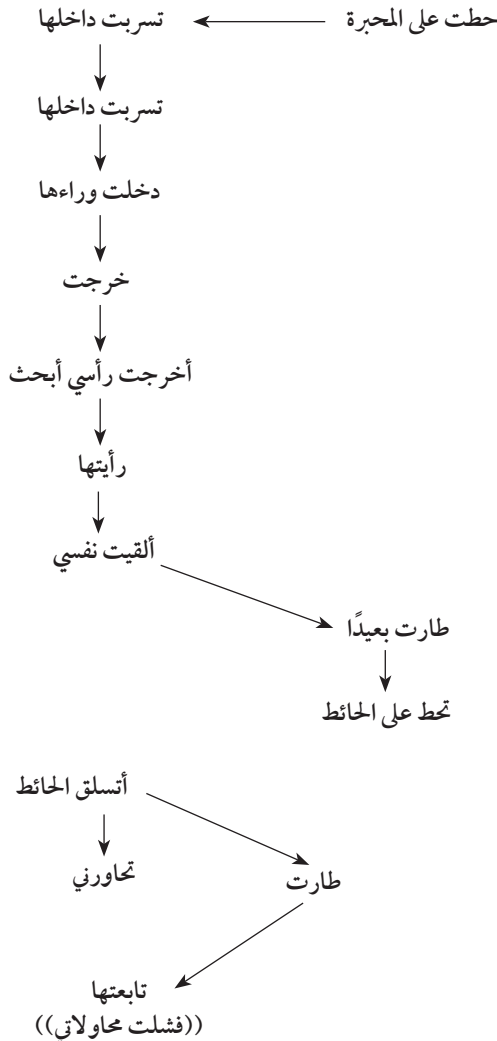 حطت على المحبرة
تسربت داخلها
تسربت داخلها
دخلت وراءها
خرجت
أخرجت رأسي أبحث
رأيتها
ألقيت نفسي
طارت بعيدًا
تحط على الحائط
أتسلق الحائط
تحاورني
طارت
تابعتها
((فشلت محاولاتي))